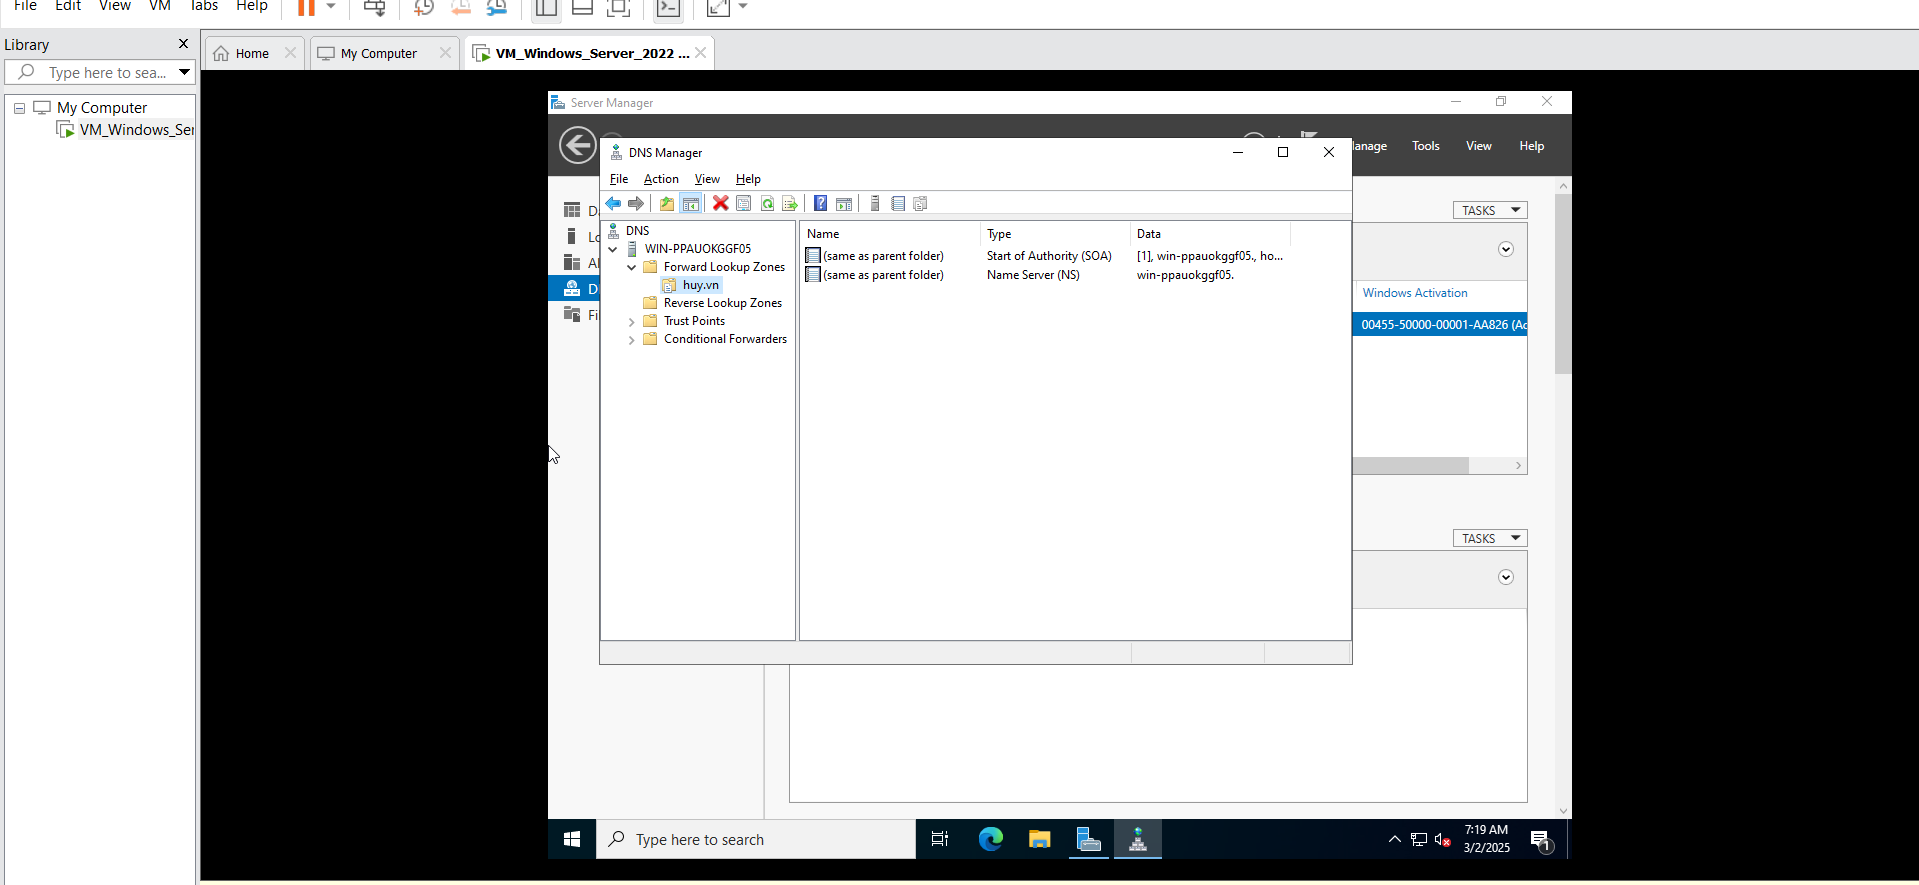 File Edit View VM Tabs Help
Library
Type here to sea...
My Computer
VM_Windows_Ser
Home
My Computer
VM_Windows_Server_2022 ...
Server Manager
Manage Tools View Help
DNS Manager
File Action View Help
TASKS
DNS
WIN-PPAUOKGGF05
Forward Lookup Zones
huy.vn
Reverse Lookup Zones
Trust Points
Conditional Forwarders
Name Type Data
(same as parent folder) Start of Authority (SOA) [1], win-ppauokggf05., ho...
(same as parent folder) Name Server (NS) win-ppauokggf05.
D
Lo
Al
D
Fi
Windows Activation
00455-50000-00001-AA826 (Ac
TASKS
Type here to search
7:19 AM
3/2/2025
1